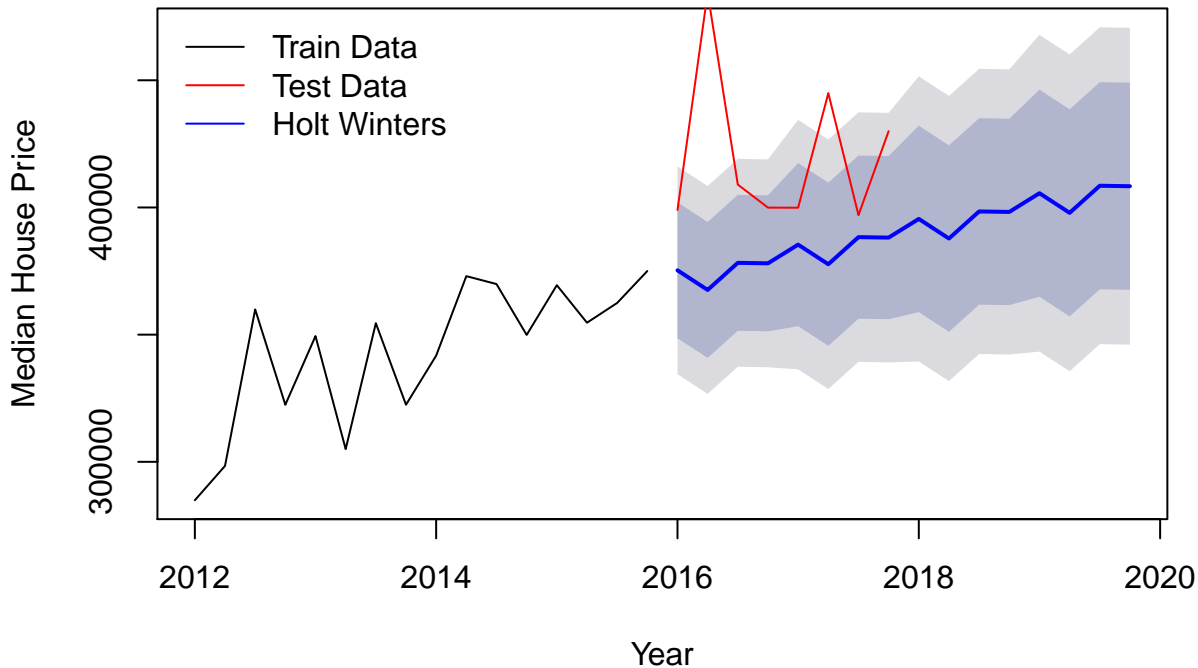 Train Data
Test Data
Holt Winters
Median House Price
400000
300000
2012 2014 2016 2018 2020
Year